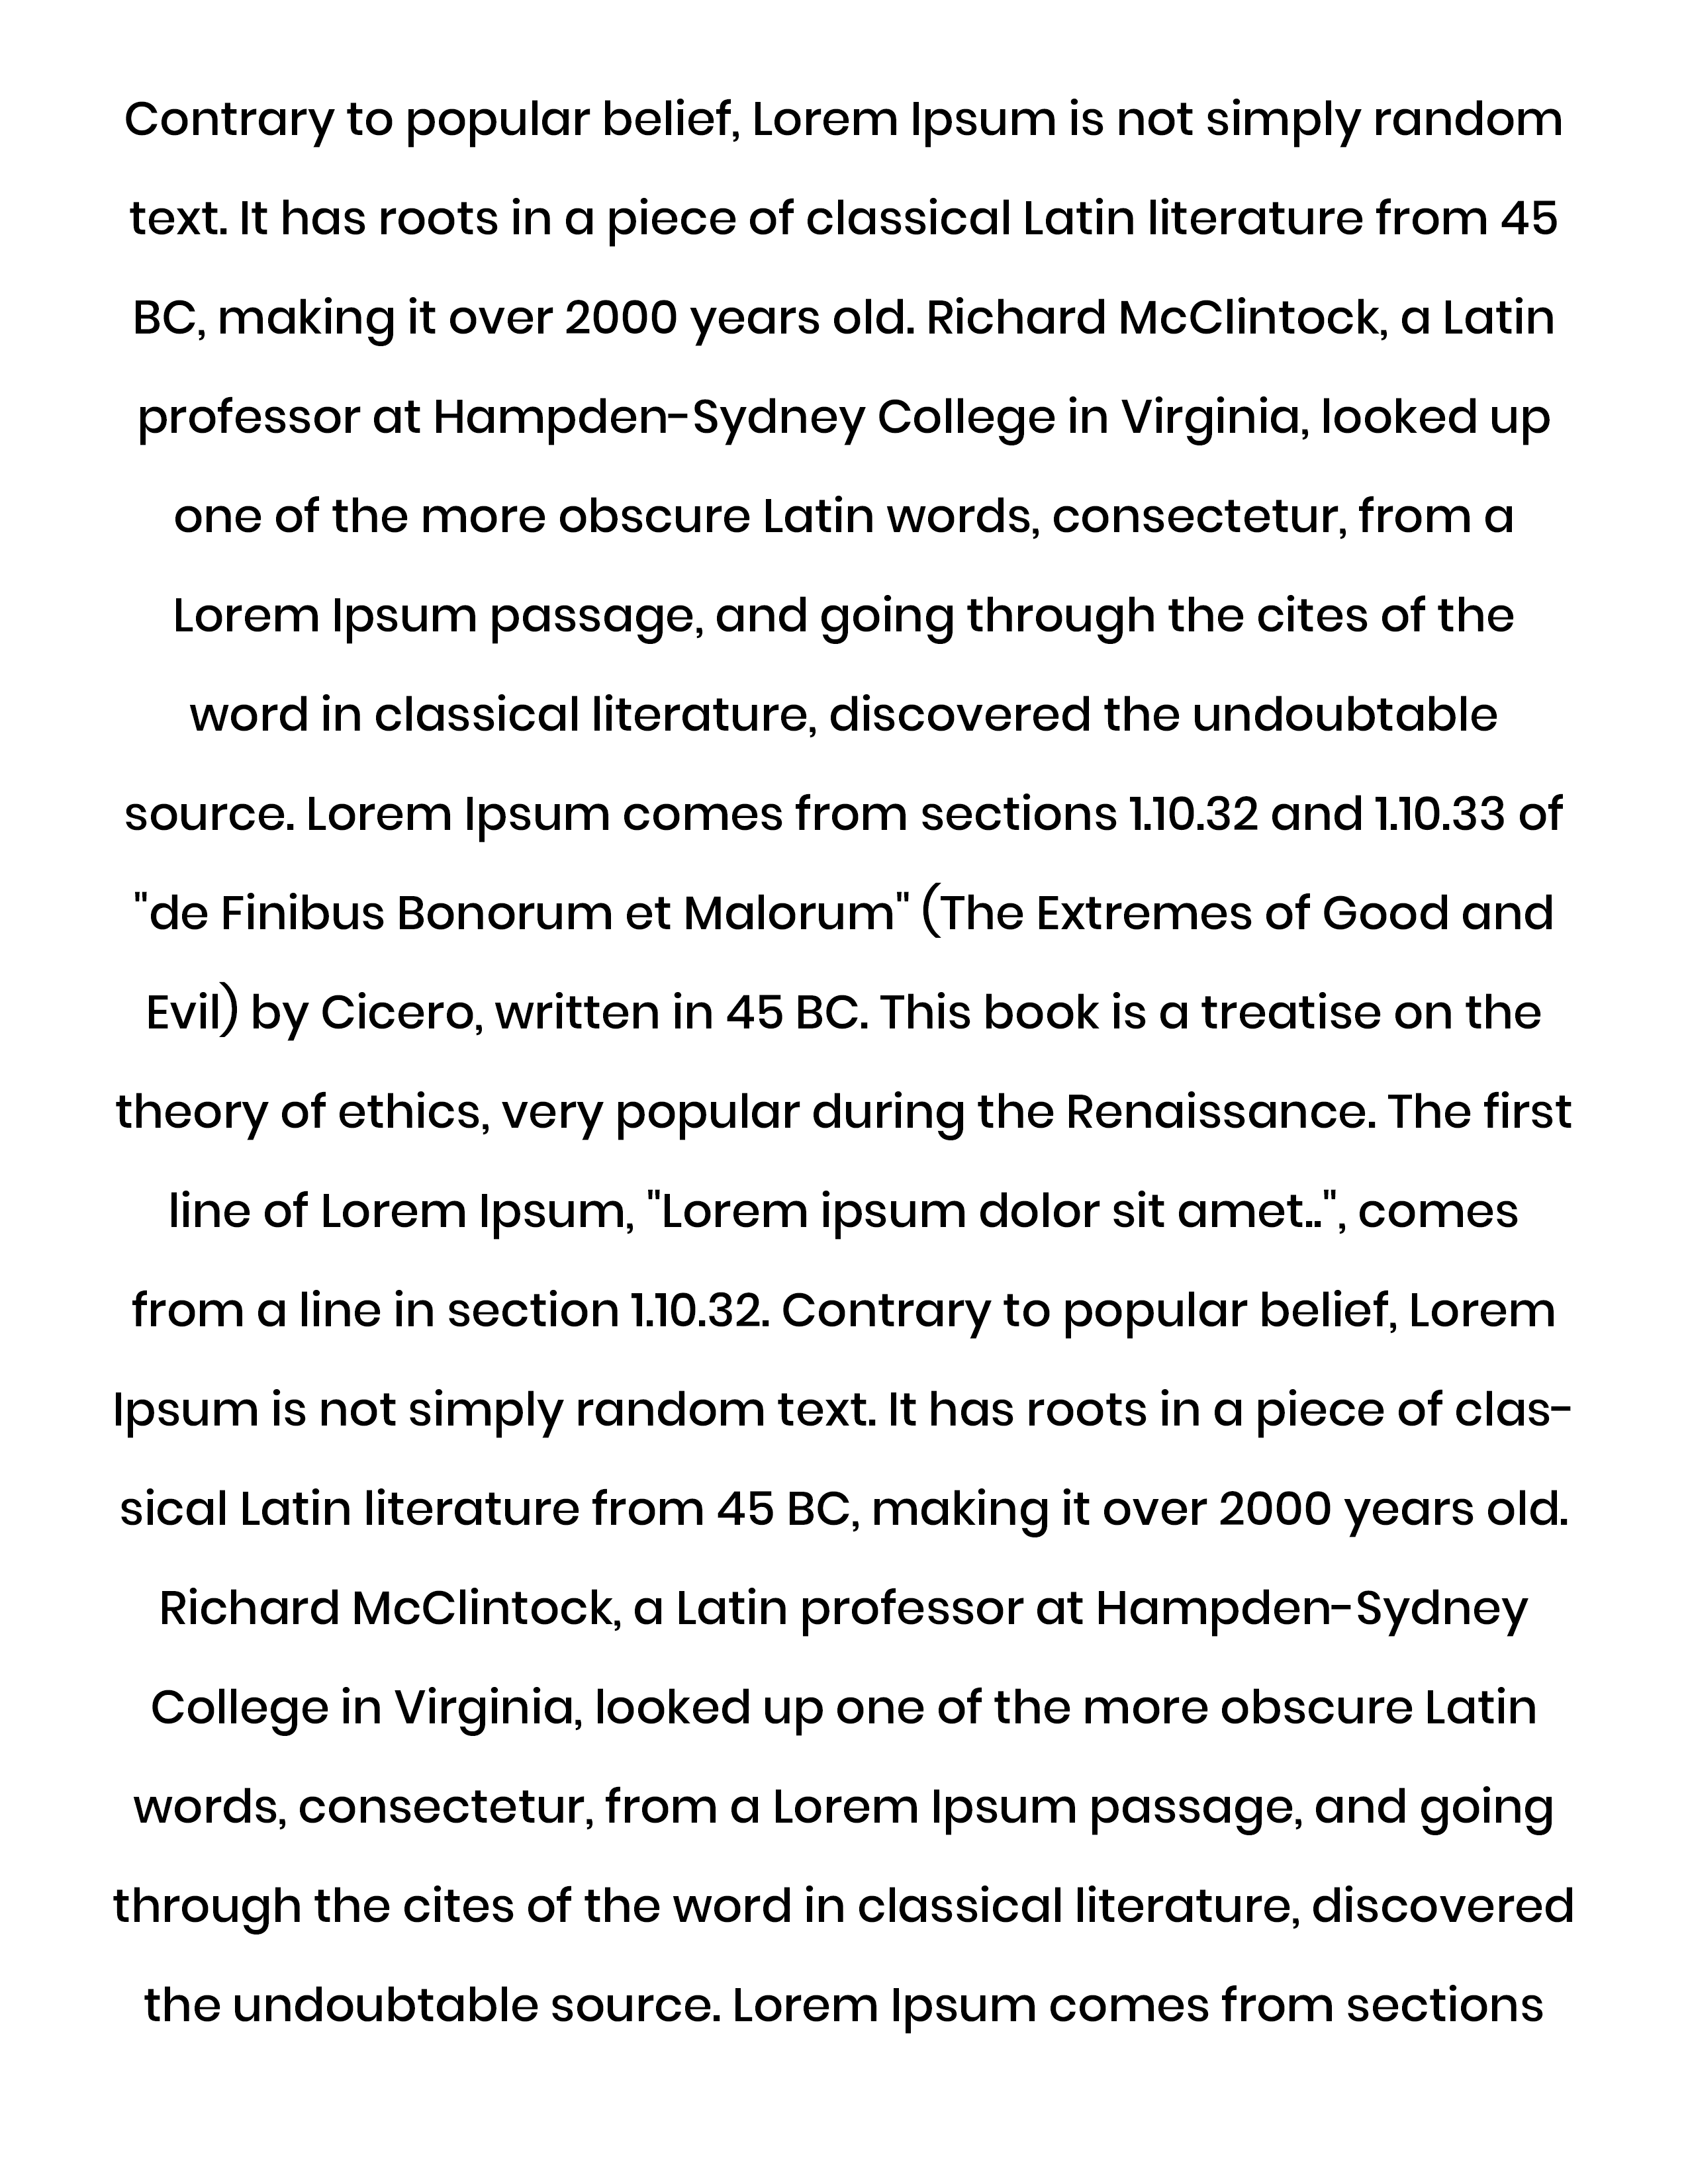 Contrary to popular belief, Lorem Ipsum is not simply random
text. It has roots in a piece of classical Latin literature from 45
BC, making it over 2000 years old. Richard McClintock, a Latin
professor at Hampden-Sydney College in Virginia, looked up
one of the more obscure Latin words, consectetur, from a
Lorem Ipsum passage, and going through the cites of the
word in classical literature, discovered the undoubtable
source. Lorem Ipsum comes from sections 1.10.32 and 1.10.33 of
"de Finibus Bonorum et Malorum" (The Extremes of Good and
Evil) by Cicero, written in 45 BC. This book is a treatise on the
theory of ethics, very popular during the Renaissance. The first
line of Lorem Ipsum, "Lorem ipsum dolor sit amet..", comes
from a line in section 1.10.32. Contrary to popular belief, Lorem
Ipsum is not simply random text. It has roots in a piece of clas-
sical Latin literature from 45 BC, making it over 2000 years old.
Richard McClintock, a Latin professor at Hampden-Sydney
College in Virginia, looked up one of the more obscure Latin
words, consectetur, from a Lorem Ipsum passage, and going
through the cites of the word in classical literature, discovered
the undoubtable source. Lorem Ipsum comes from sections